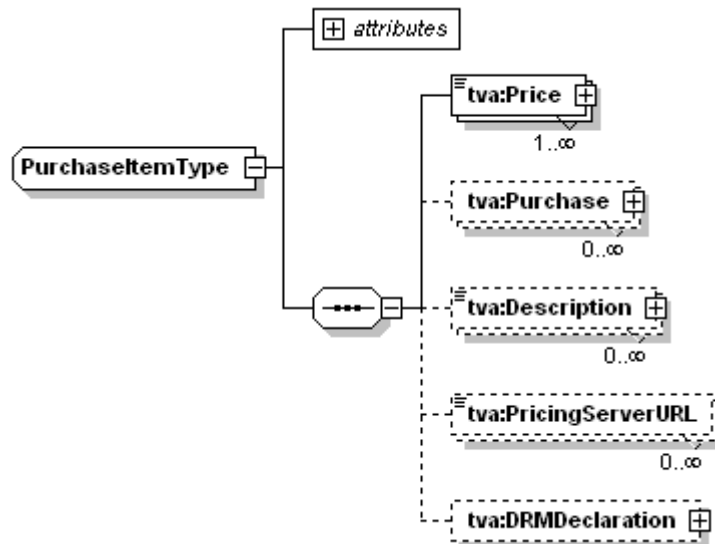 attributes
tva:Price
1..∞
PurchaseItemType
tva:Purchase
0..∞
tva:Description
0..∞
tva:PricingServerURL
0..∞
tva:DRMDeclaration